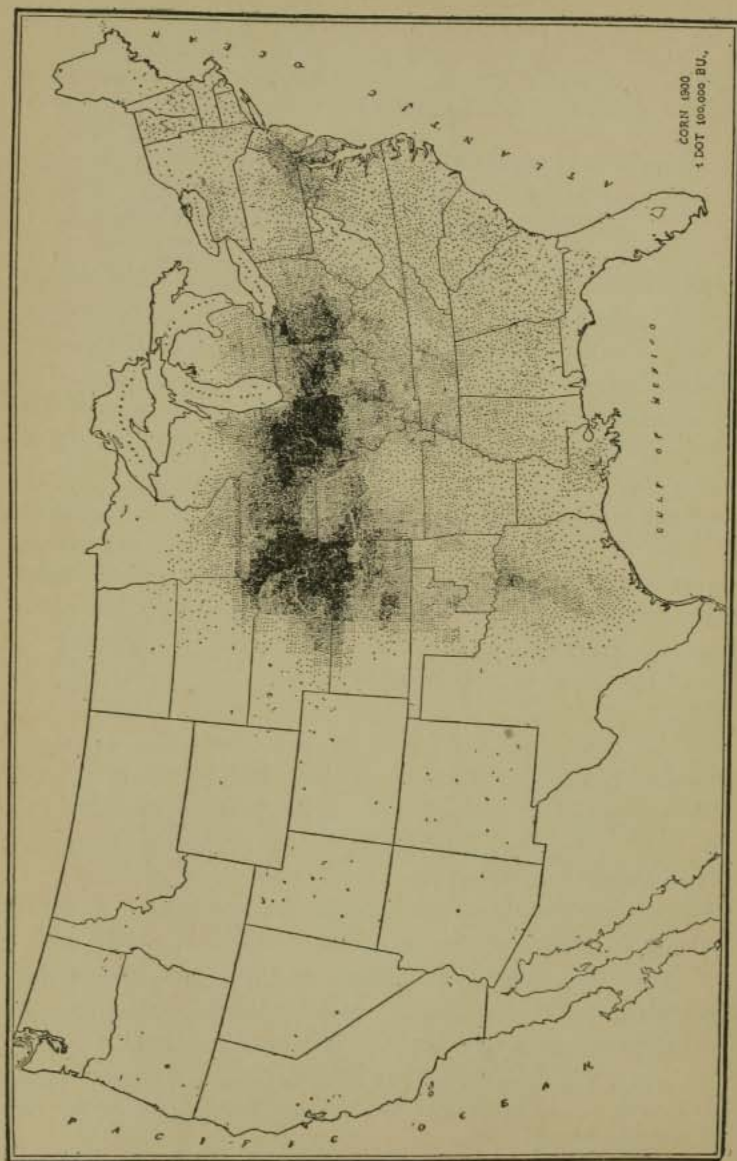 CORN 1900
1 DOT 100,000 BU.,
ATLANTIC OCEAN
GULF OF MEXICO
PACIFIC OCEAN